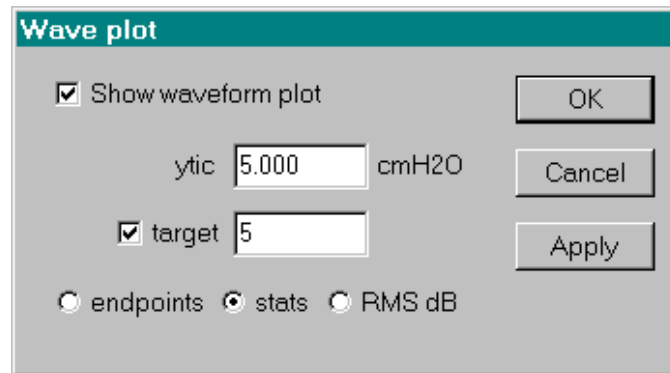 Wave plot
Show waveform plot
OK
ytic 5.000 cmH2O
Cancel
target 5
Apply
endpoints stats RMS dB